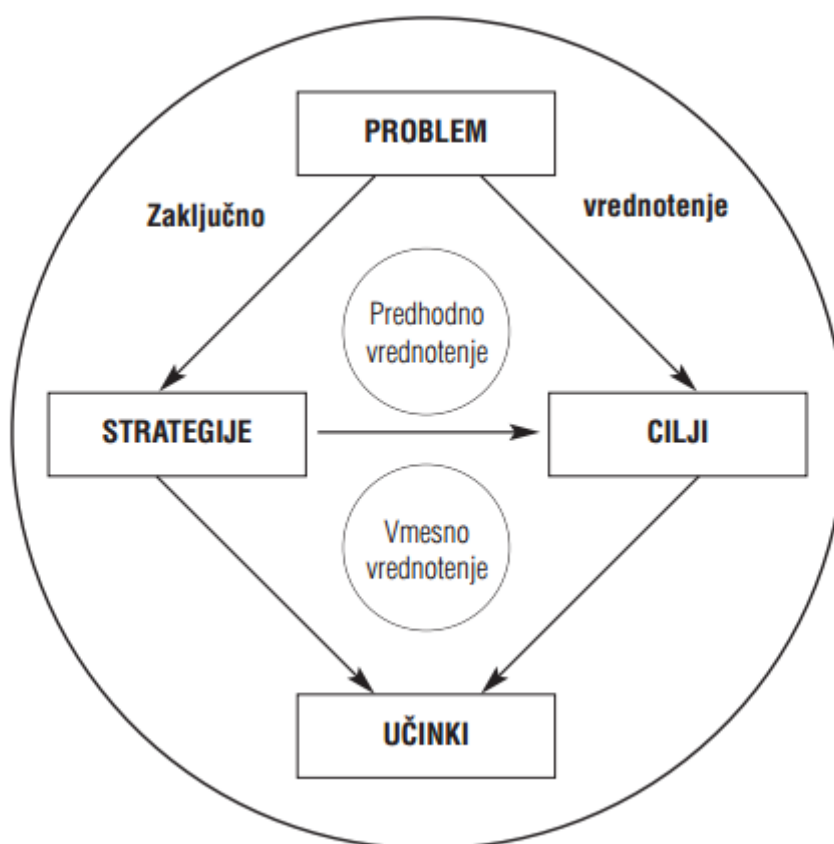 PROBLEM
Zaključno
vrednotenje
Predhodno
vrednotenje
STRATEGIJE
CILJI
Vmesno
vrednotenje
UČINKI